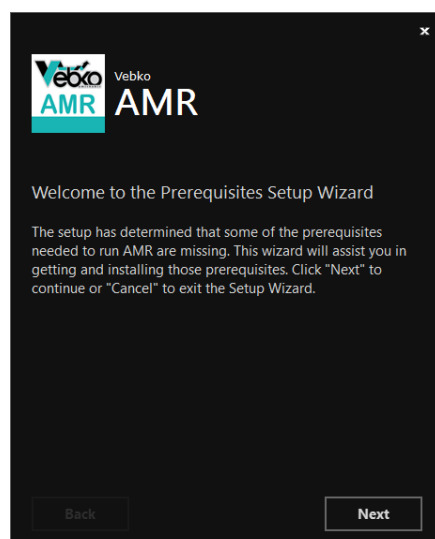 x
Vebko
AMR
Vebko
AMR
Welcome to the Prerequisites Setup Wizard
The setup has determined that some of the prerequisites
needed to run AMR are missing. This wizard will assist you in
getting and installing those prerequisites. Click "Next" to
continue or "Cancel" to exit the Setup Wizard.
Back
Next